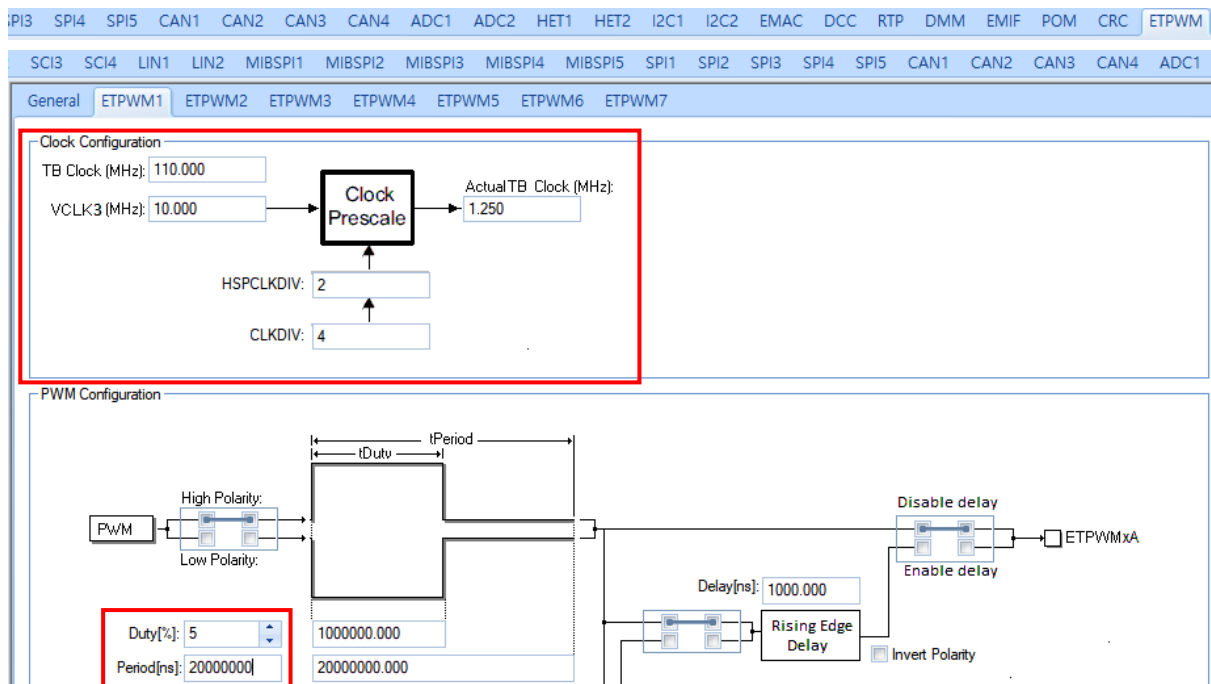 SPI3 SPI4 SPI5 CAN1 CAN2 CAN3 CAN4 ADC1 ADC2 HET1 HET2 I2C1 I2C2 EMAC DCC RTP DMM EMIF POM CRC ETPWM
SCI3 SCI4 LIN1 LIN2 MIBSPI1 MIBSPI2 MIBSPI3 MIBSPI4 MIBSPI5 SPI1 SPI2 SPI3 SPI4 SPI5 CAN1 CAN2 CAN3 CAN4 ADC1
General ETPWM1 ETPWM2 ETPWM3 ETPWM4 ETPWM5 ETPWM6 ETPWM7
Clock Configuration
TB Clock (MHz): 110.000
VCLK3 (MHz): 10.000
Clock
Prescale
Actual TB Clock (MHz):
1.250
HSPCLKDIV: 2
CLKDIV: 4
PWM Configuration
tPeriod
tDuty
High Polarity:
PWM
Low Polarity:
Disable delay
ETPWMxA
Enable delay
Delay[ns]: 1000.000
Rising Edge
Delay
Invert Polarity
Duty[%]: 5 1000000.000
Period[ns]: 20000000 20000000.000